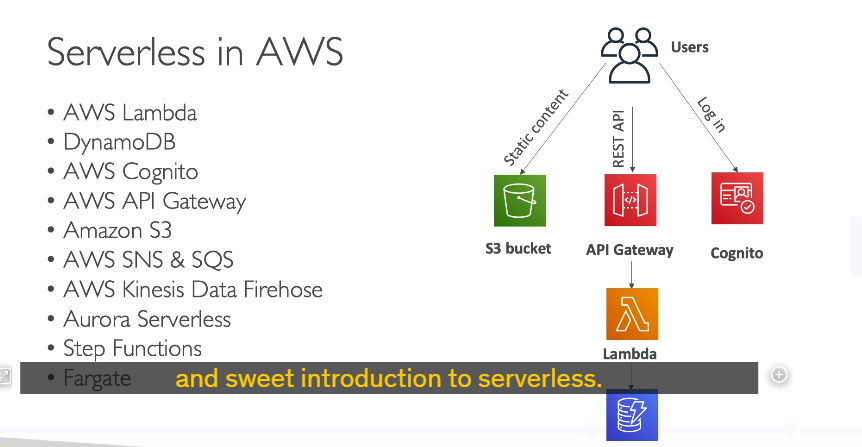 Serverless in AWS
• AWS Lambda
• DynamoDB
• AWS Cognito
• AWS API Gateway
• Amazon S3
• AWS SNS & SQS
• AWS Kinesis Data Firehose
• Aurora Serverless
• Step Functions
• Fargate
Users
Static content
REST API
Log in
S3 bucket
API Gateway
Cognito
Lambda
and sweet introduction to serverless.